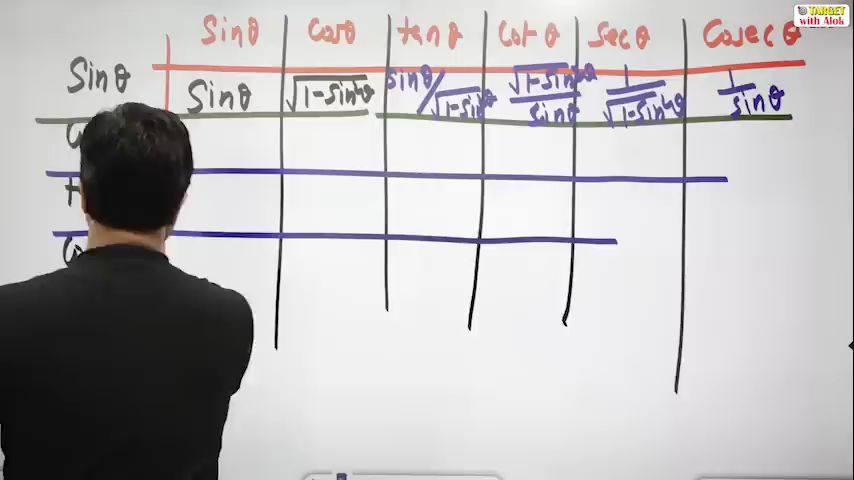 TARGET
with Alok
Sinθ Cosθ tanθ Cotθ Secθ Cosecθ
Sinθ Sinθ √1-sin²θ Sinθ/√1-sin²θ √1-sin²θ/sinθ 1/√1-sin²θ 1/sinθ